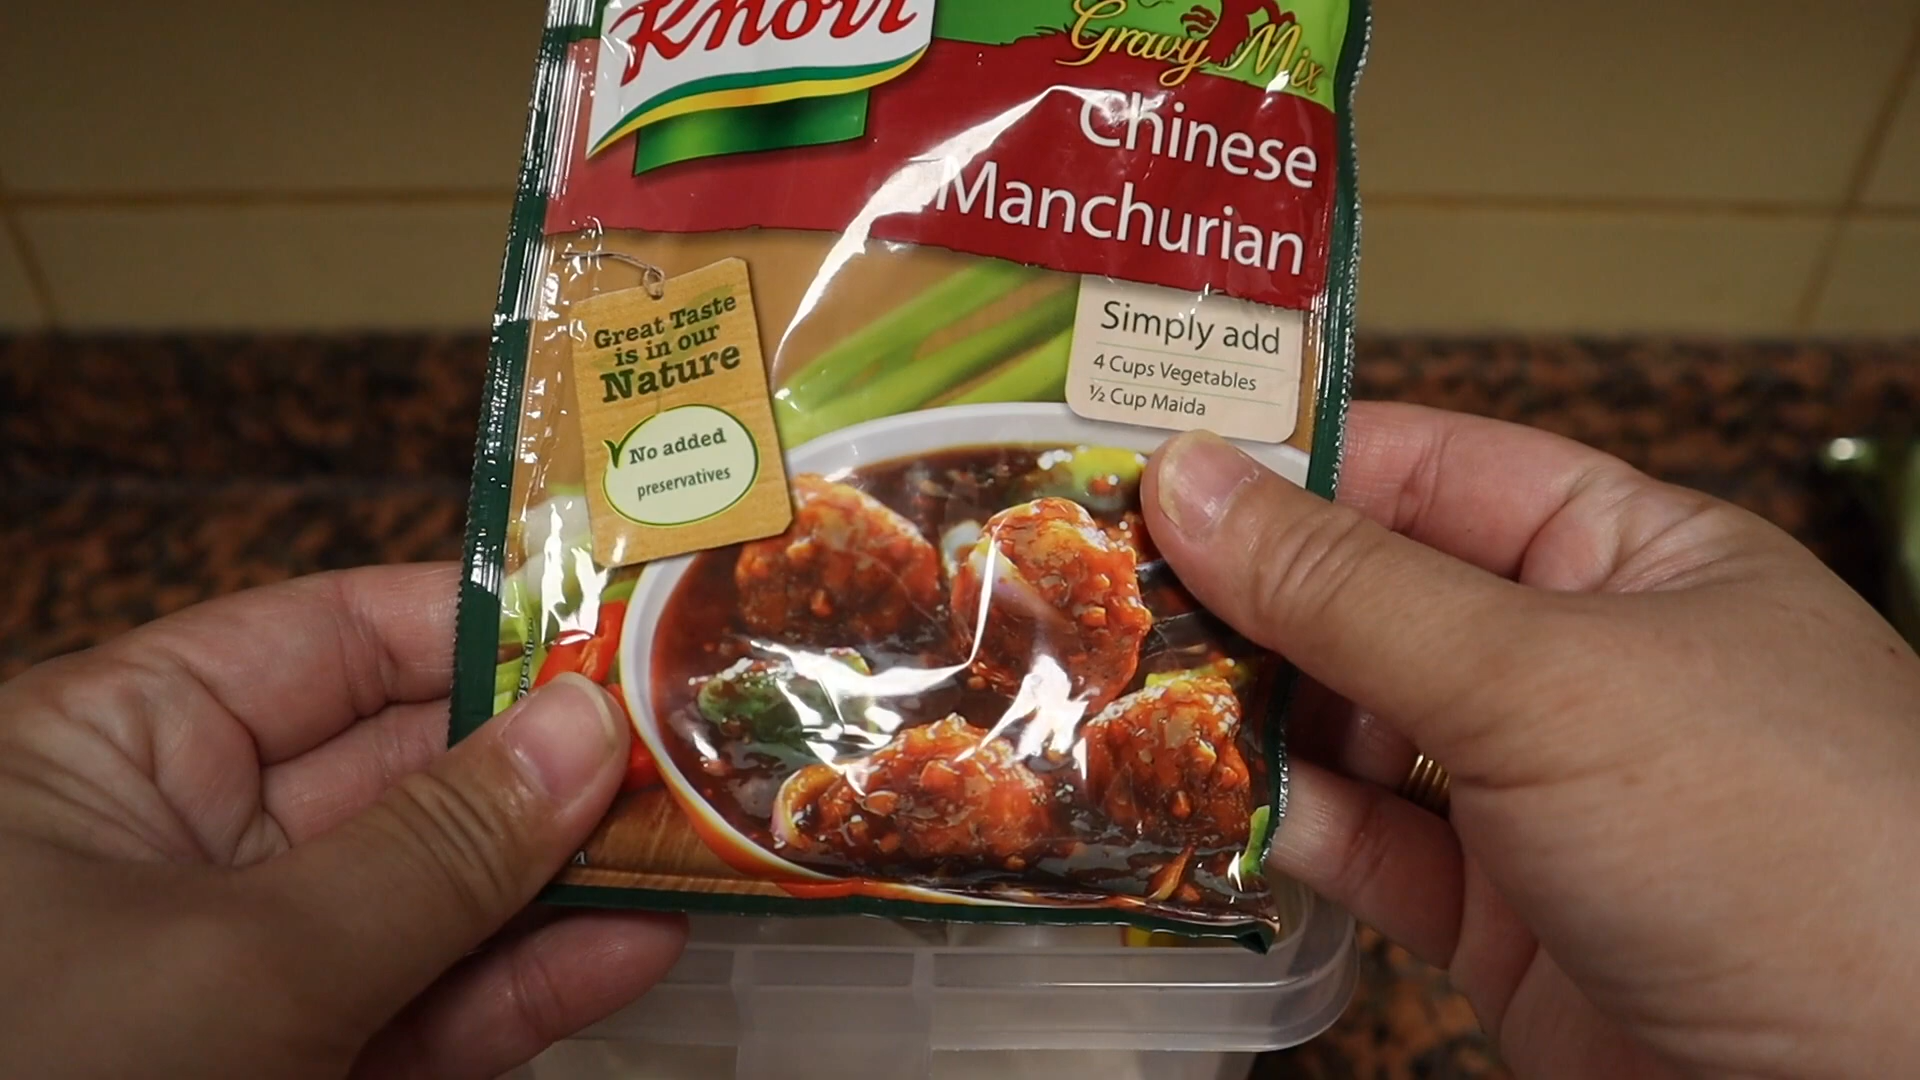 Knorr
Gravy Mix
Chinese
Manchurian
Great Taste
is in our
Nature
No added
preservatives
Simply add
4 Cups Vegetables
½ Cup Maida